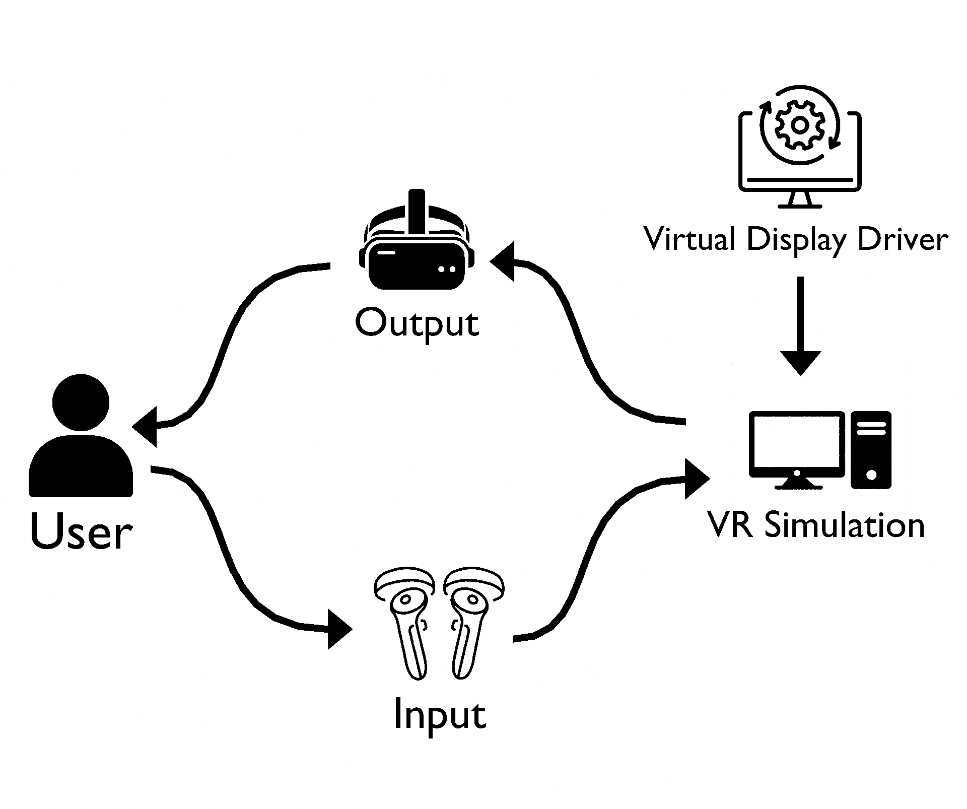 Virtual Display Driver
Output
User
VR Simulation
Input